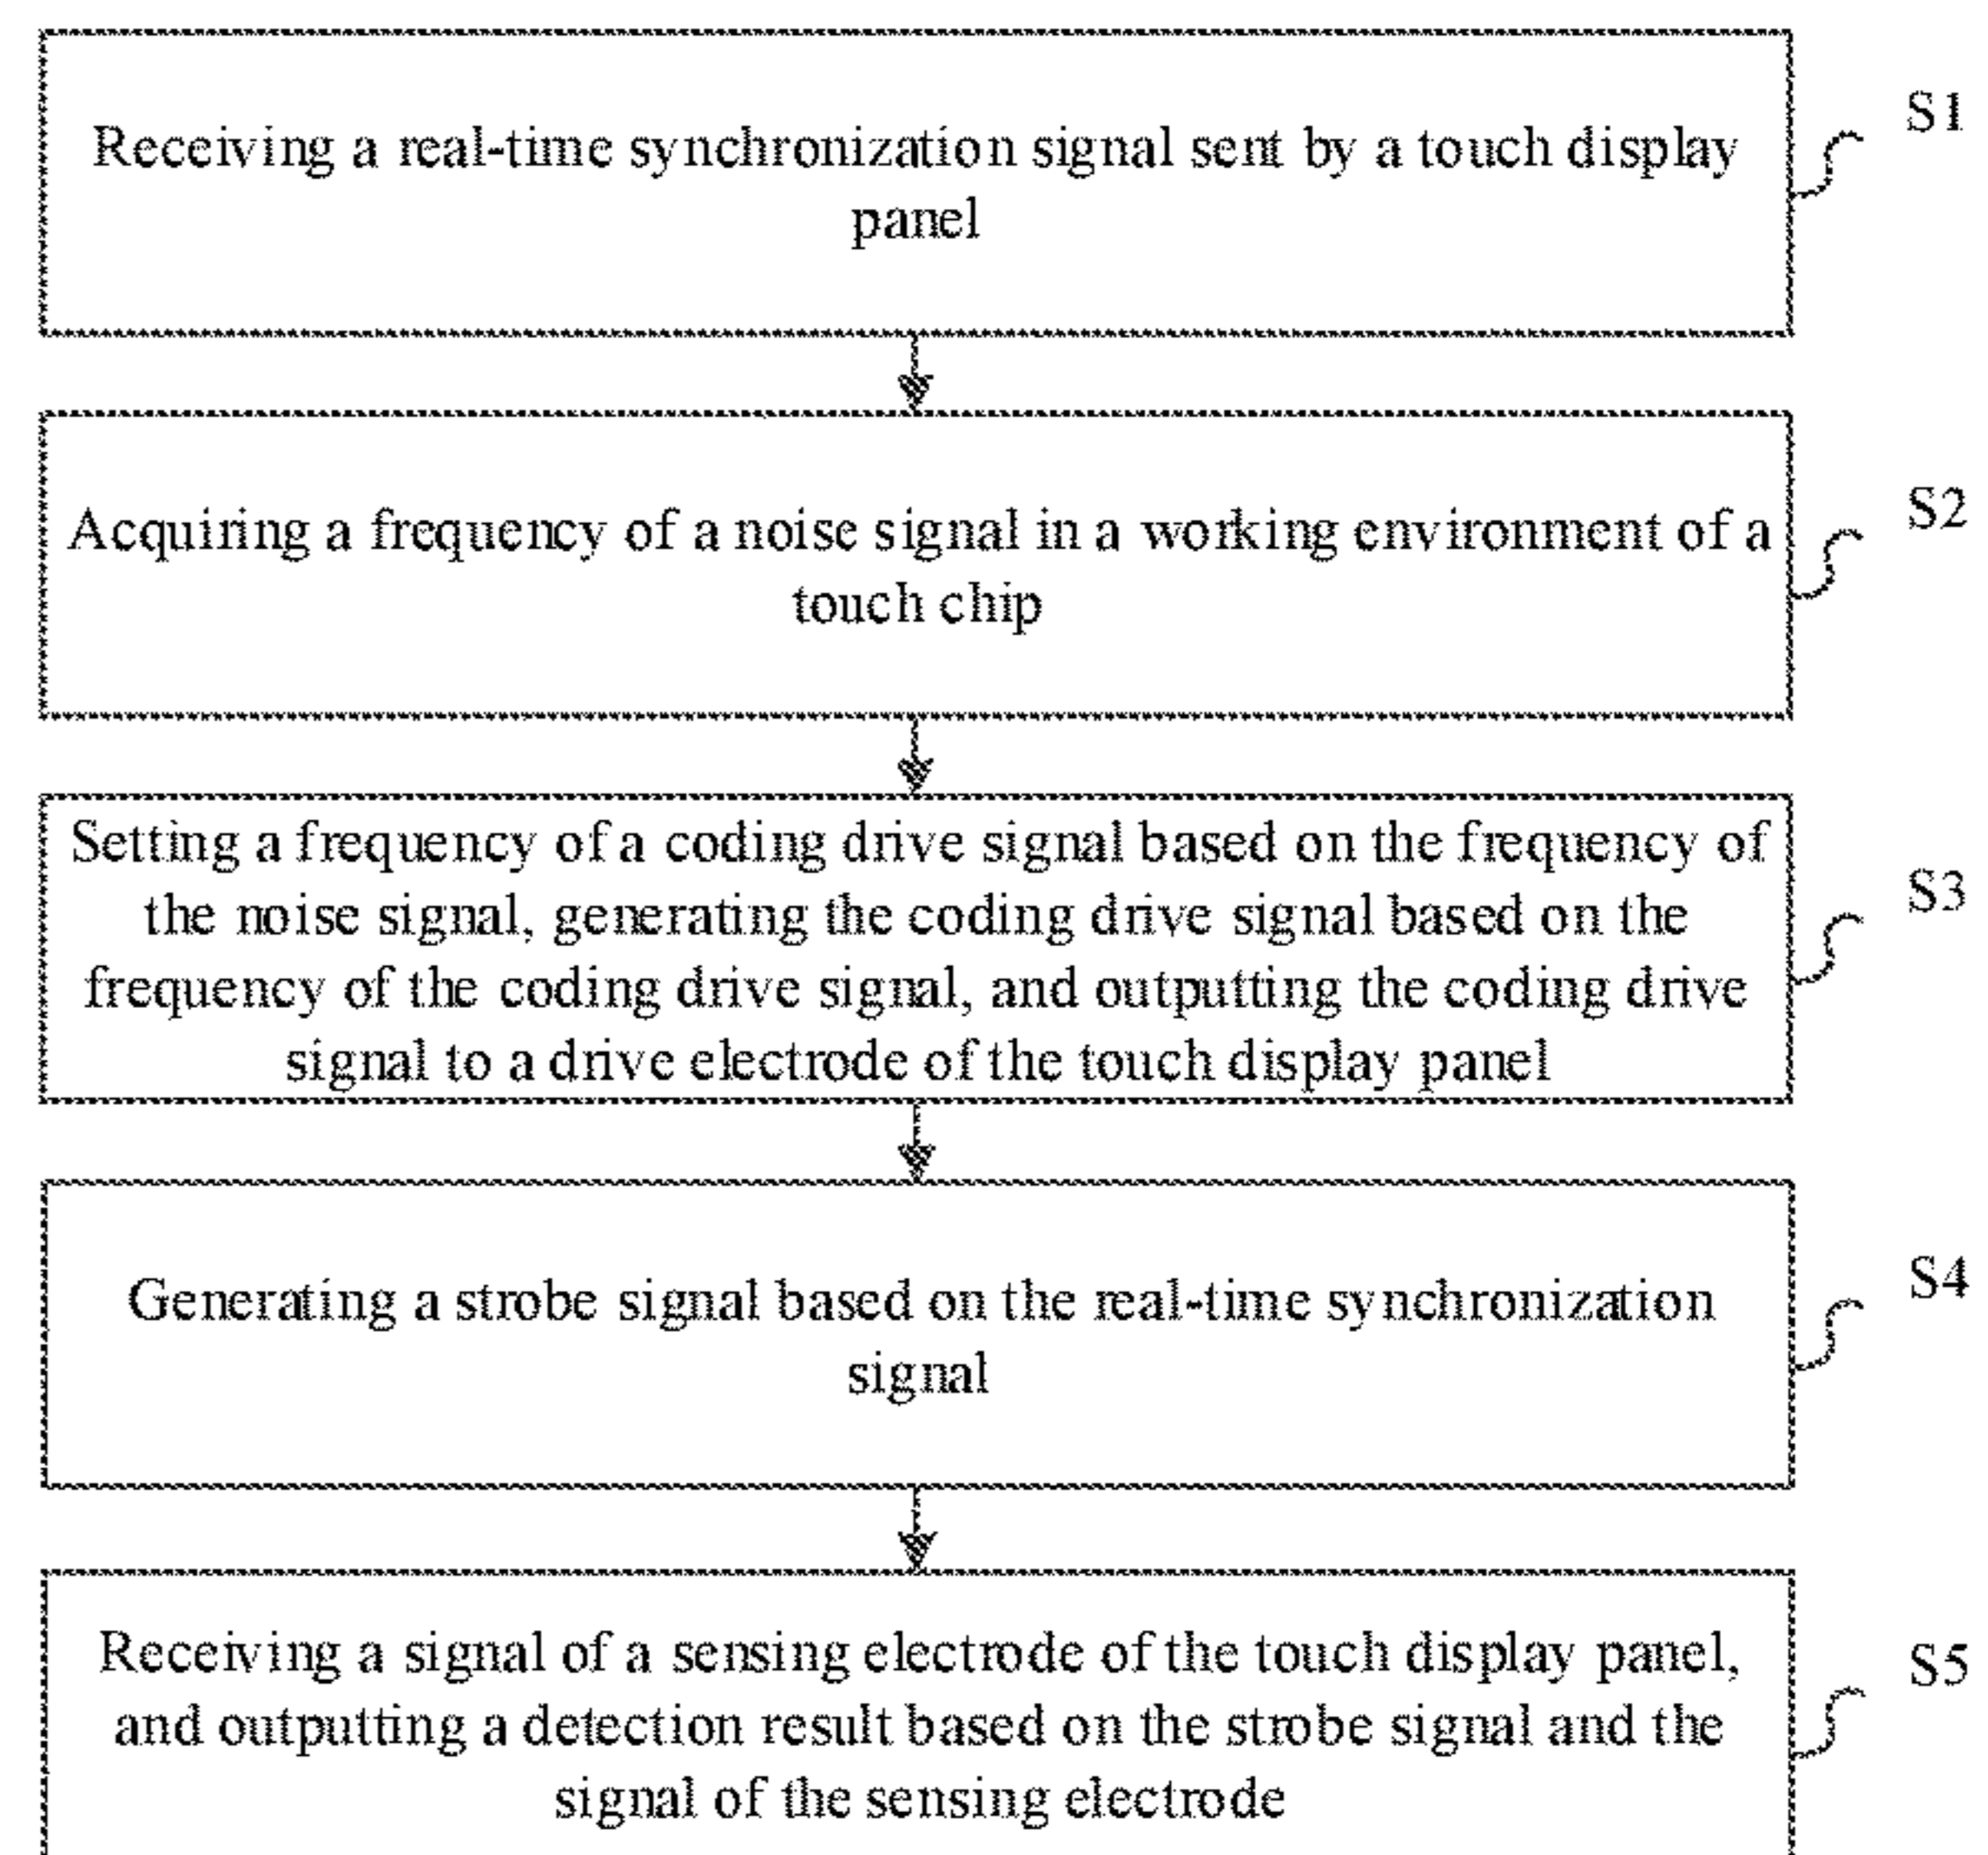 Receiving a real-time synchronization signal sent by a touch display
panel
S1
Acquiring a frequency of a noise signal in a working environment of a
touch chip
S2
Setting a frequency of a coding drive signal based on the frequency of
the noise signal, generating the coding drive signal based on the
frequency of the coding drive signal, and outputting the coding drive
signal to a drive electrode of the touch display panel
S3
Generating a strobe signal based on the real-time synchronization
signal
S4
Receiving a signal of a sensing electrode of the touch display panel,
and outputting a detection result based on the strobe signal and the
signal of the sensing electrode
S5